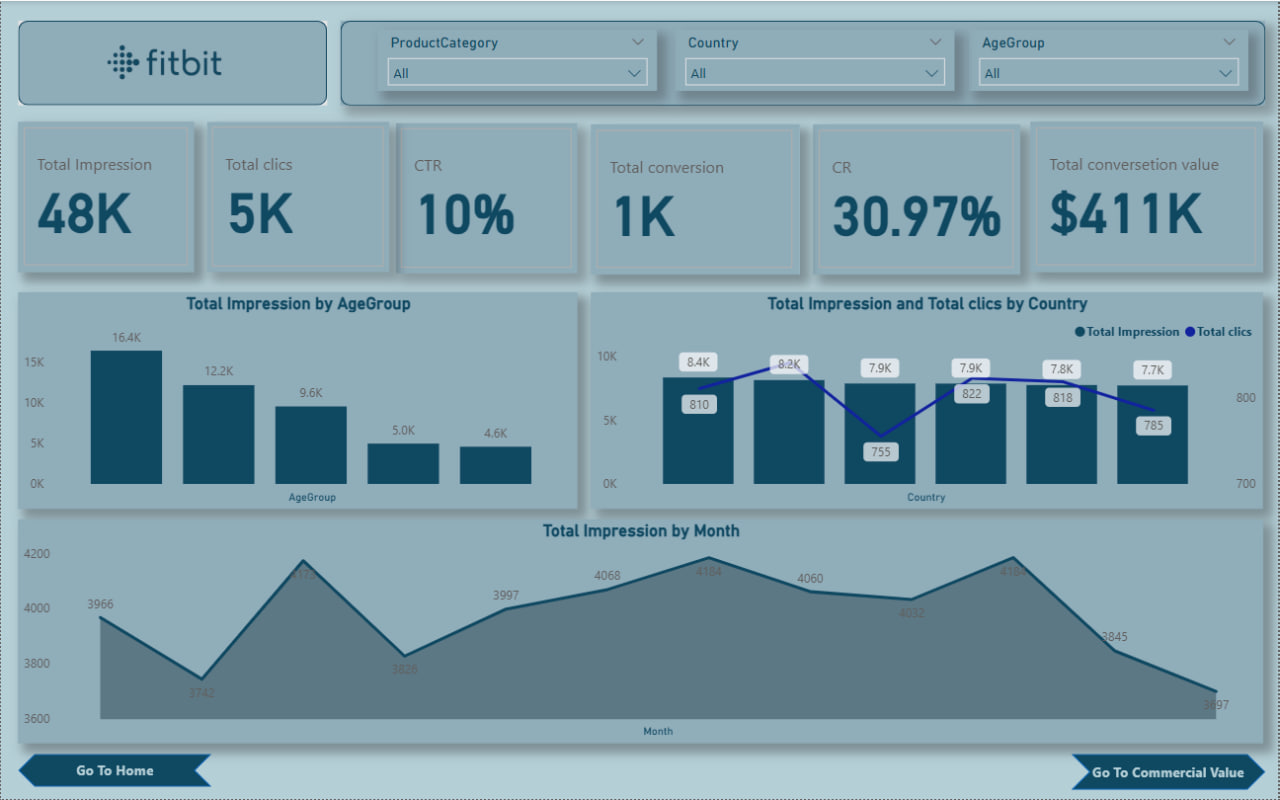 fitbit
ProductCategory
All
Country
All
AgeGroup
All
Total Impression
48K
Total clics
5K
CTR
10%
Total conversion
1K
CR
30.97%
Total conversetion value
$411K
Total Impression by AgeGroup
15K
10K
5K
0K
16.4K
12.2K
9.6K
5.0K
4.6K
AgeGroup
Total Impression and Total clics by Country
Total Impression Total clics
10K
5K
0K
8.4K
8.2K
7.9K
7.9K
7.8K
7.7K
810
755
822
818
785
800
700
Country
Total Impression by Month
4200
4000
3800
3600
3966
3742
4173
3826
3997
4068
4184
4060
4032
4184
3845
3697
Month
Go To Home
Go To Commercial Value